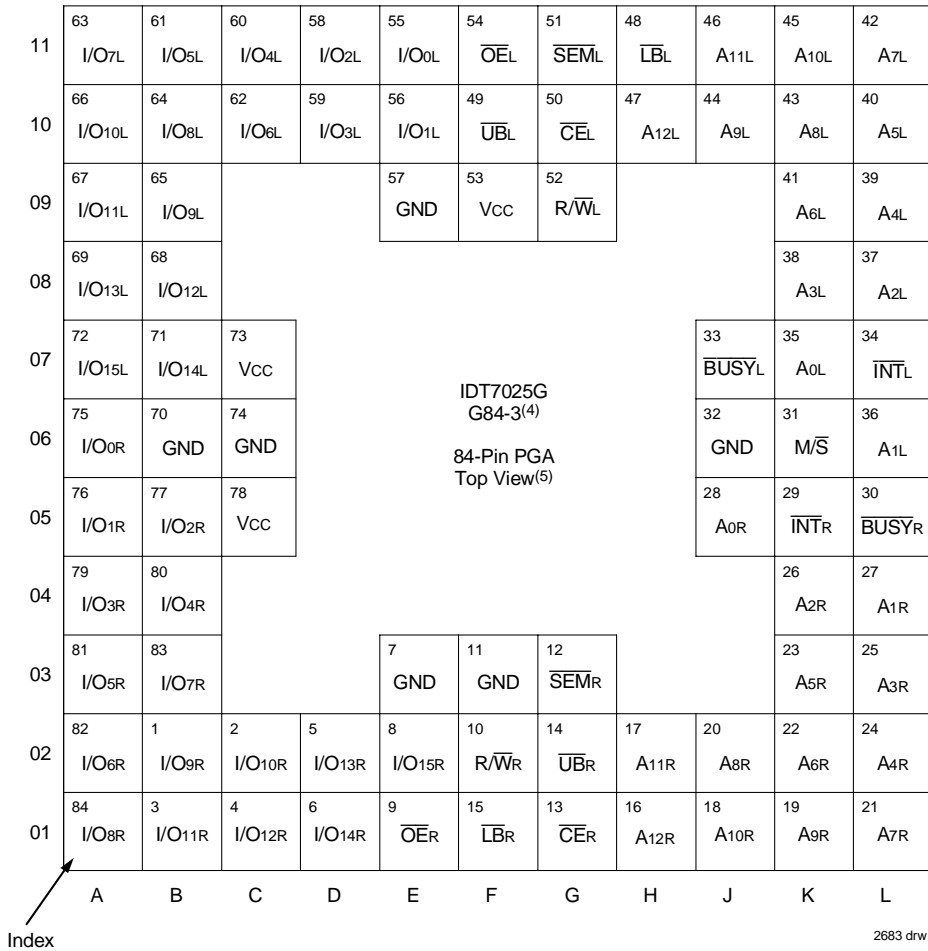 63 61 60 58 55 54 51 48 46 45 42
11 I/O7L I/O5L I/O4L I/O2L I/O0L OEL SEML LBL A11L A10L A7L
66 64 62 59 56 49 50 47 44 43 40
10 I/O10L I/O8L I/O6L I/O3L I/O1L UBL CEL A12L A9L A8L A5L
67 65 57 53 52 41 39
09 I/O11L I/O9L GND VCC R/WL A6L A4L
69 68 38 37
08 I/O13L I/O12L A3L A2L
72 71 73 33 35 34
07 I/O15L I/O14L VCC BUSYL A0L INTL
IDT7025G
G84-3(4)
75 70 74 32 31 36
06 I/O0R GND GND GND M/S A1L
84-Pin PGA
Top View(5)
76 77 78 28 29 30
05 I/O1R I/O2R VCC A0R INTR BUSYR
79 80 26 27
04 I/O3R I/O4R A2R A1R
81 83 7 11 12 23 25
03 I/O5R I/O7R GND GND SEMR A5R A3R
82 1 2 5 8 10 14 17 20 22 24
02 I/O6R I/O9R I/O10R I/O13R I/O15R R/WR UBR A11R A8R A6R A4R
84 3 4 6 9 15 13 16 18 19 21
01 I/O8R I/O11R I/O12R I/O14R OER LBR CER A12R A10R A9R A7R
A B C D E F G H J K L
Index
2683 drw